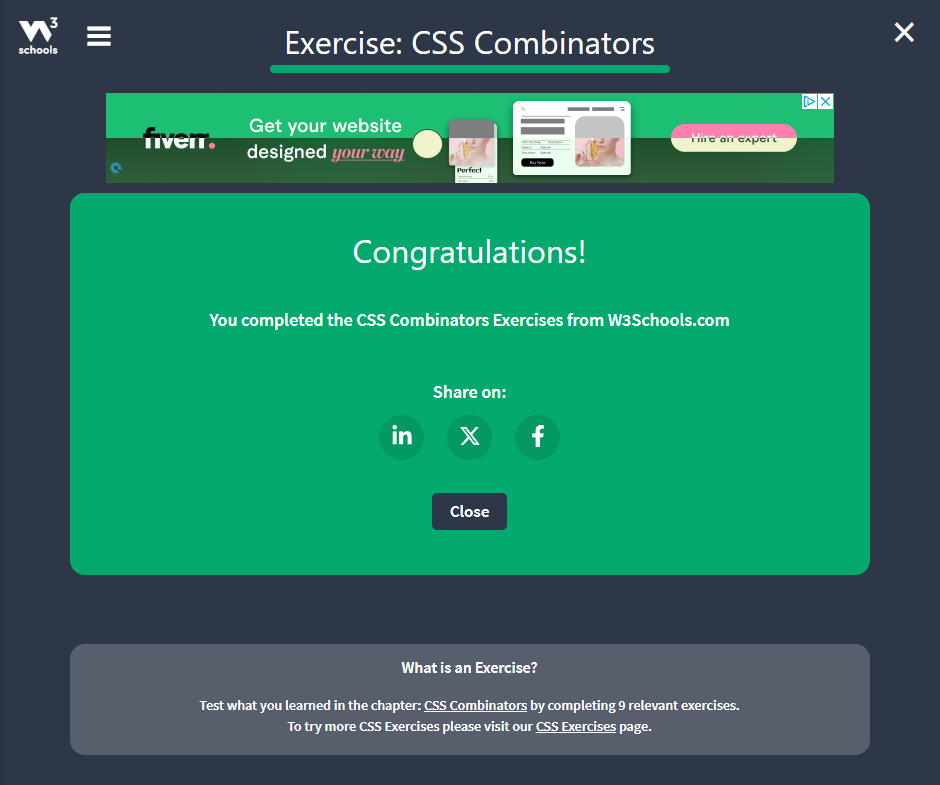 W3
schools
Exercise: CSS Combinators
fiverr.
Get your website
designed your way
Perfect
Buy Now
Hire an expert
Congratulations!
You completed the CSS Combinators Exercises from W3Schools.com
Share on:
in
X
f
Close
What is an Exercise?
Test what you learned in the chapter: CSS Combinators by completing 9 relevant exercises.
To try more CSS Exercises please visit our CSS Exercises page.